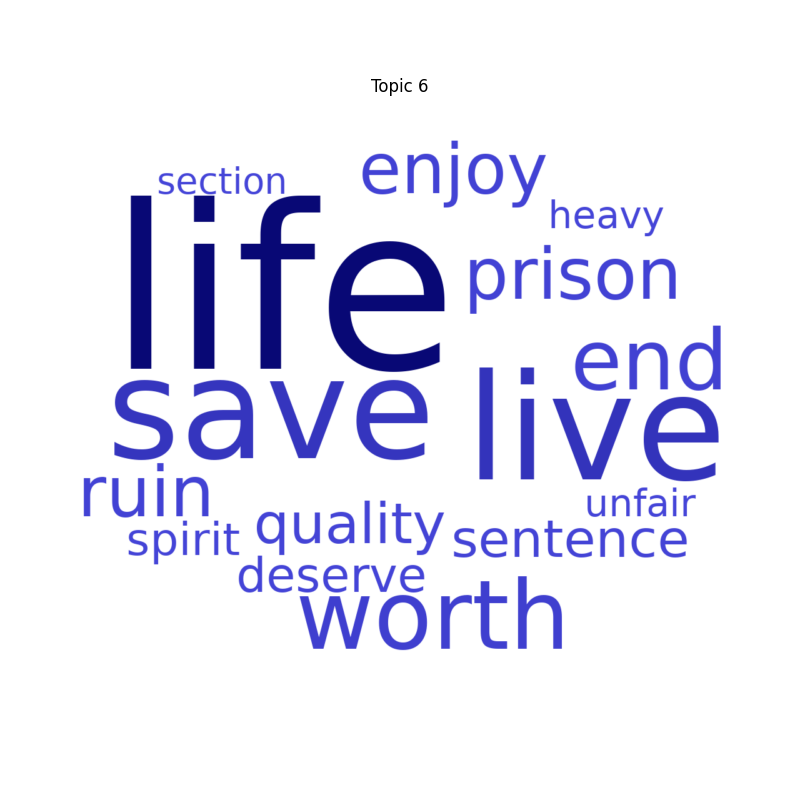 Topic 6
enjoy
section
heavy
life
prison
end
save
live
ruin
unfair
quality
spirit
sentence
deserve
worth